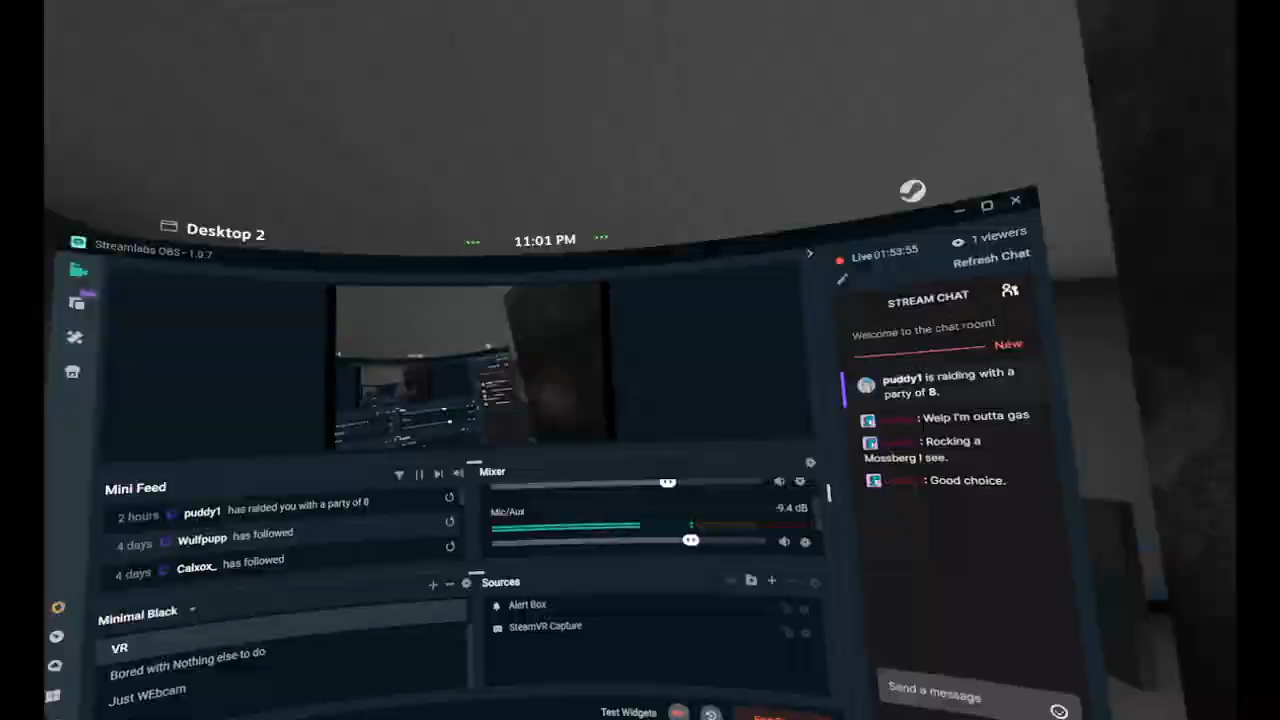 Desktop 2
11:01 PM
Streamlabs OBS - 1.0.7
Live 01:53:55
1 viewers
Refresh Chat
STREAM CHAT
Welcome to the chat room!
New
puddy1 is raiding with a
party of 8.
: Welp I'm outta gas
: Rocking a
Mossberg I see.
: Good choice.
Send a message
Mini Feed
2 hours puddy1 has raided you with a party of 8
4 days Wulfpupp has followed
4 days Calxox_ has followed
Mixer
Mic/Aux
-9.4 dB
Minimal Black
VR
Bored with Nothing else to do
Just WEbcam
Sources
Alert Box
SteamVR Capture
Test Widgets